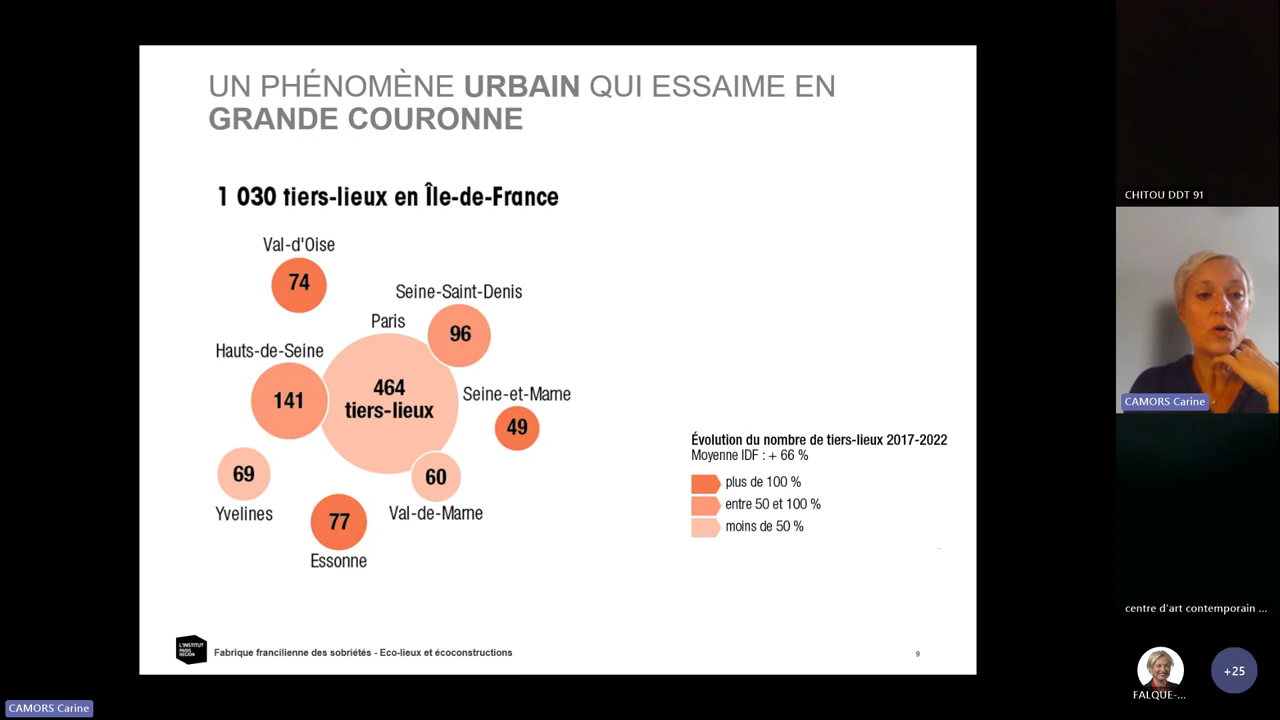 UN PHÉNOMÈNE URBAIN QUI ESSAIME EN
GRANDE COURONNE
1 030 tiers-lieux en Île-de-France
Val-d'Oise
74
Seine-Saint-Denis
96
Paris
464
tiers-lieux
Hauts-de-Seine
141
Seine-et-Marne
49
69
Yvelines
60
Val-de-Marne
77
Essonne
Évolution du nombre de tiers-lieux 2017-2022
Moyenne IDF : + 66 %
plus de 100 %
entre 50 et 100 %
moins de 50 %
L'INSTITUT
PARIS
REGION
Fabrique francilienne des sobriétés - Eco-lieux et écoconstructions
9
CHITOU DDT 91
CAMORS Carine
centre d'art contemporain ...
FALQUE-...
+25
CAMORS Carine